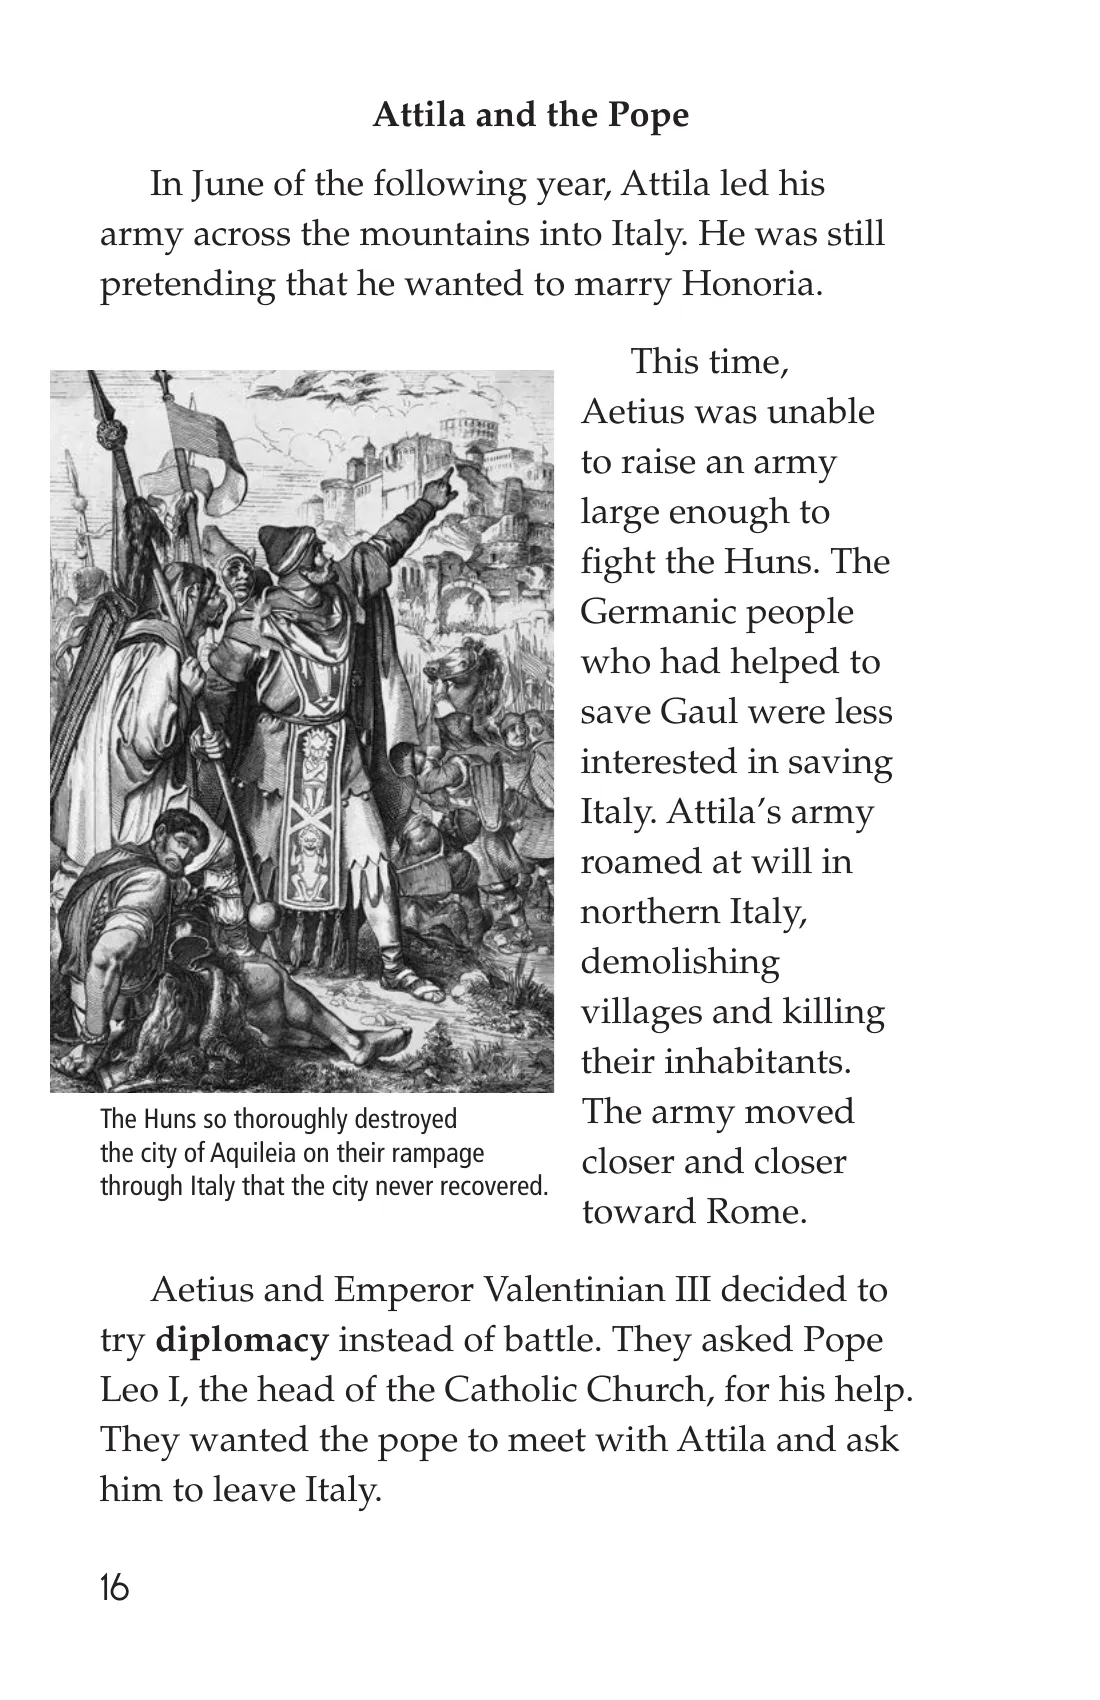 Attila and the Pope
In June of the following year, Attila led his
army across the mountains into Italy. He was still
pretending that he wanted to marry Honoria.
This time,
Aetius was unable
to raise an army
large enough to
fight the Huns. The
Germanic people
who had helped to
save Gaul were less
interested in saving
Italy. Attila’s army
roamed at will in
northern Italy,
demolishing
villages and killing
their inhabitants.
The army moved
closer and closer
toward Rome.
The Huns so thoroughly destroyed
the city of Aquileia on their rampage
through Italy that the city never recovered.
Aetius and Emperor Valentinian III decided to
try diplomacy instead of battle. They asked Pope
Leo I, the head of the Catholic Church, for his help.
They wanted the pope to meet with Attila and ask
him to leave Italy.
16